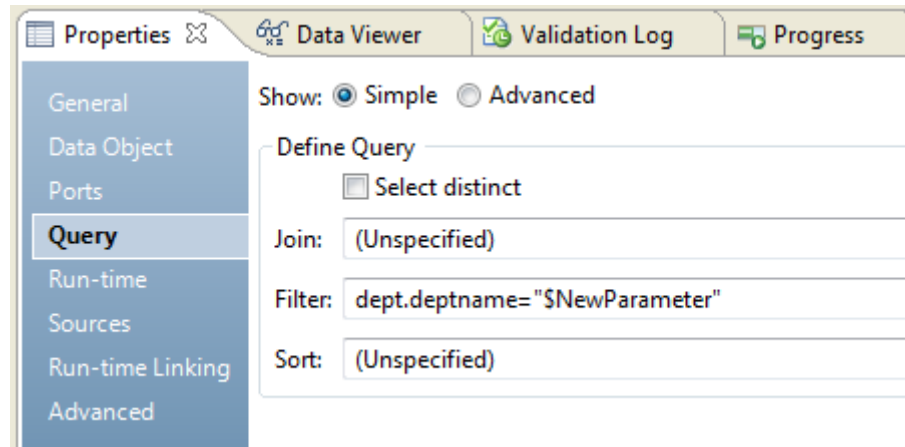 Properties Data Viewer Validation Log Progress
General
Data Object
Ports
Query
Run-time
Sources
Run-time Linking
Advanced
Show: Simple Advanced
Define Query
Select distinct
Join: (Unspecified)
Filter: dept.deptname="$NewParameter"
Sort: (Unspecified)